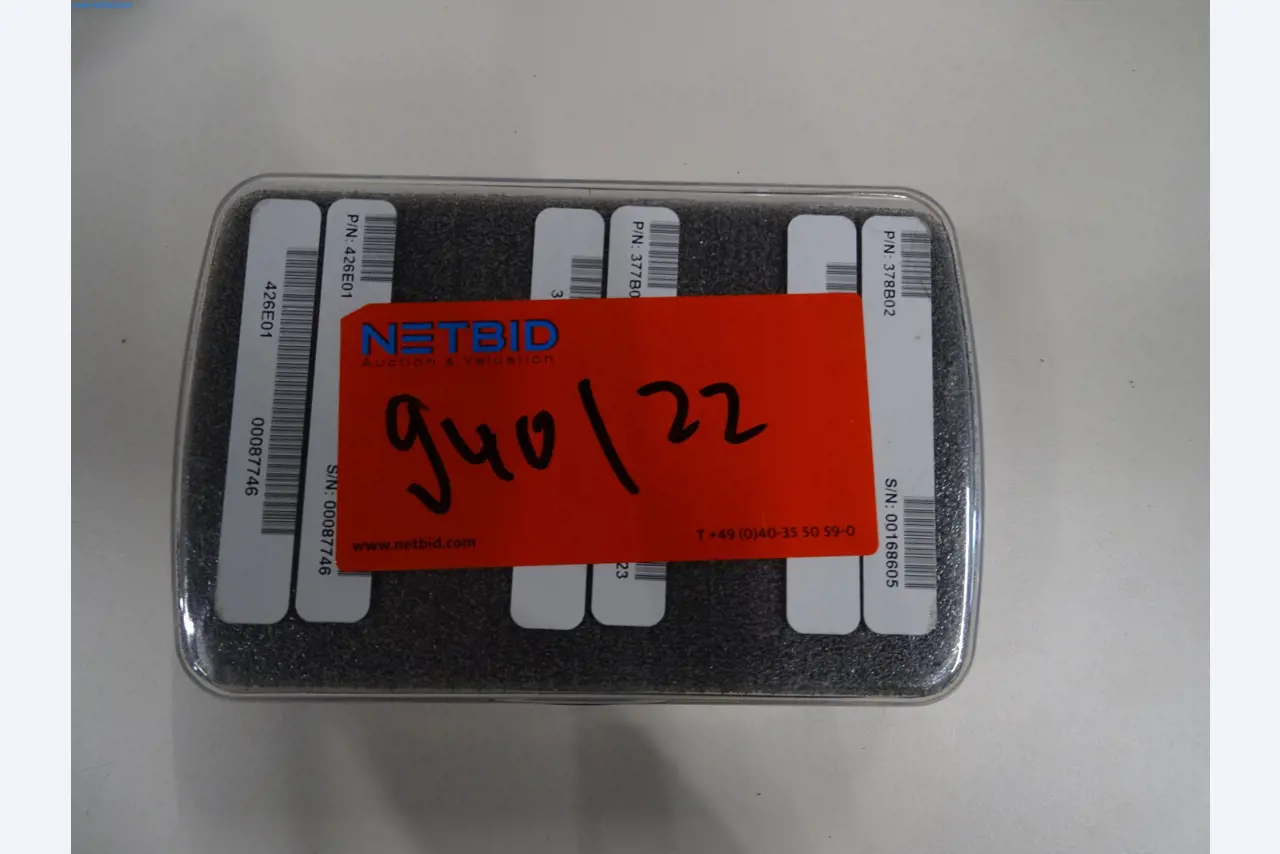 426E01
00087746
P/N: 426E01
S/N: 00087746
P/N: 377B0
23
P/N: 378B02
S/N: 00168605
NETBID
Auction & Valuation
940/22
www.netbid.com
T +49 (0)40-35 50 59-0